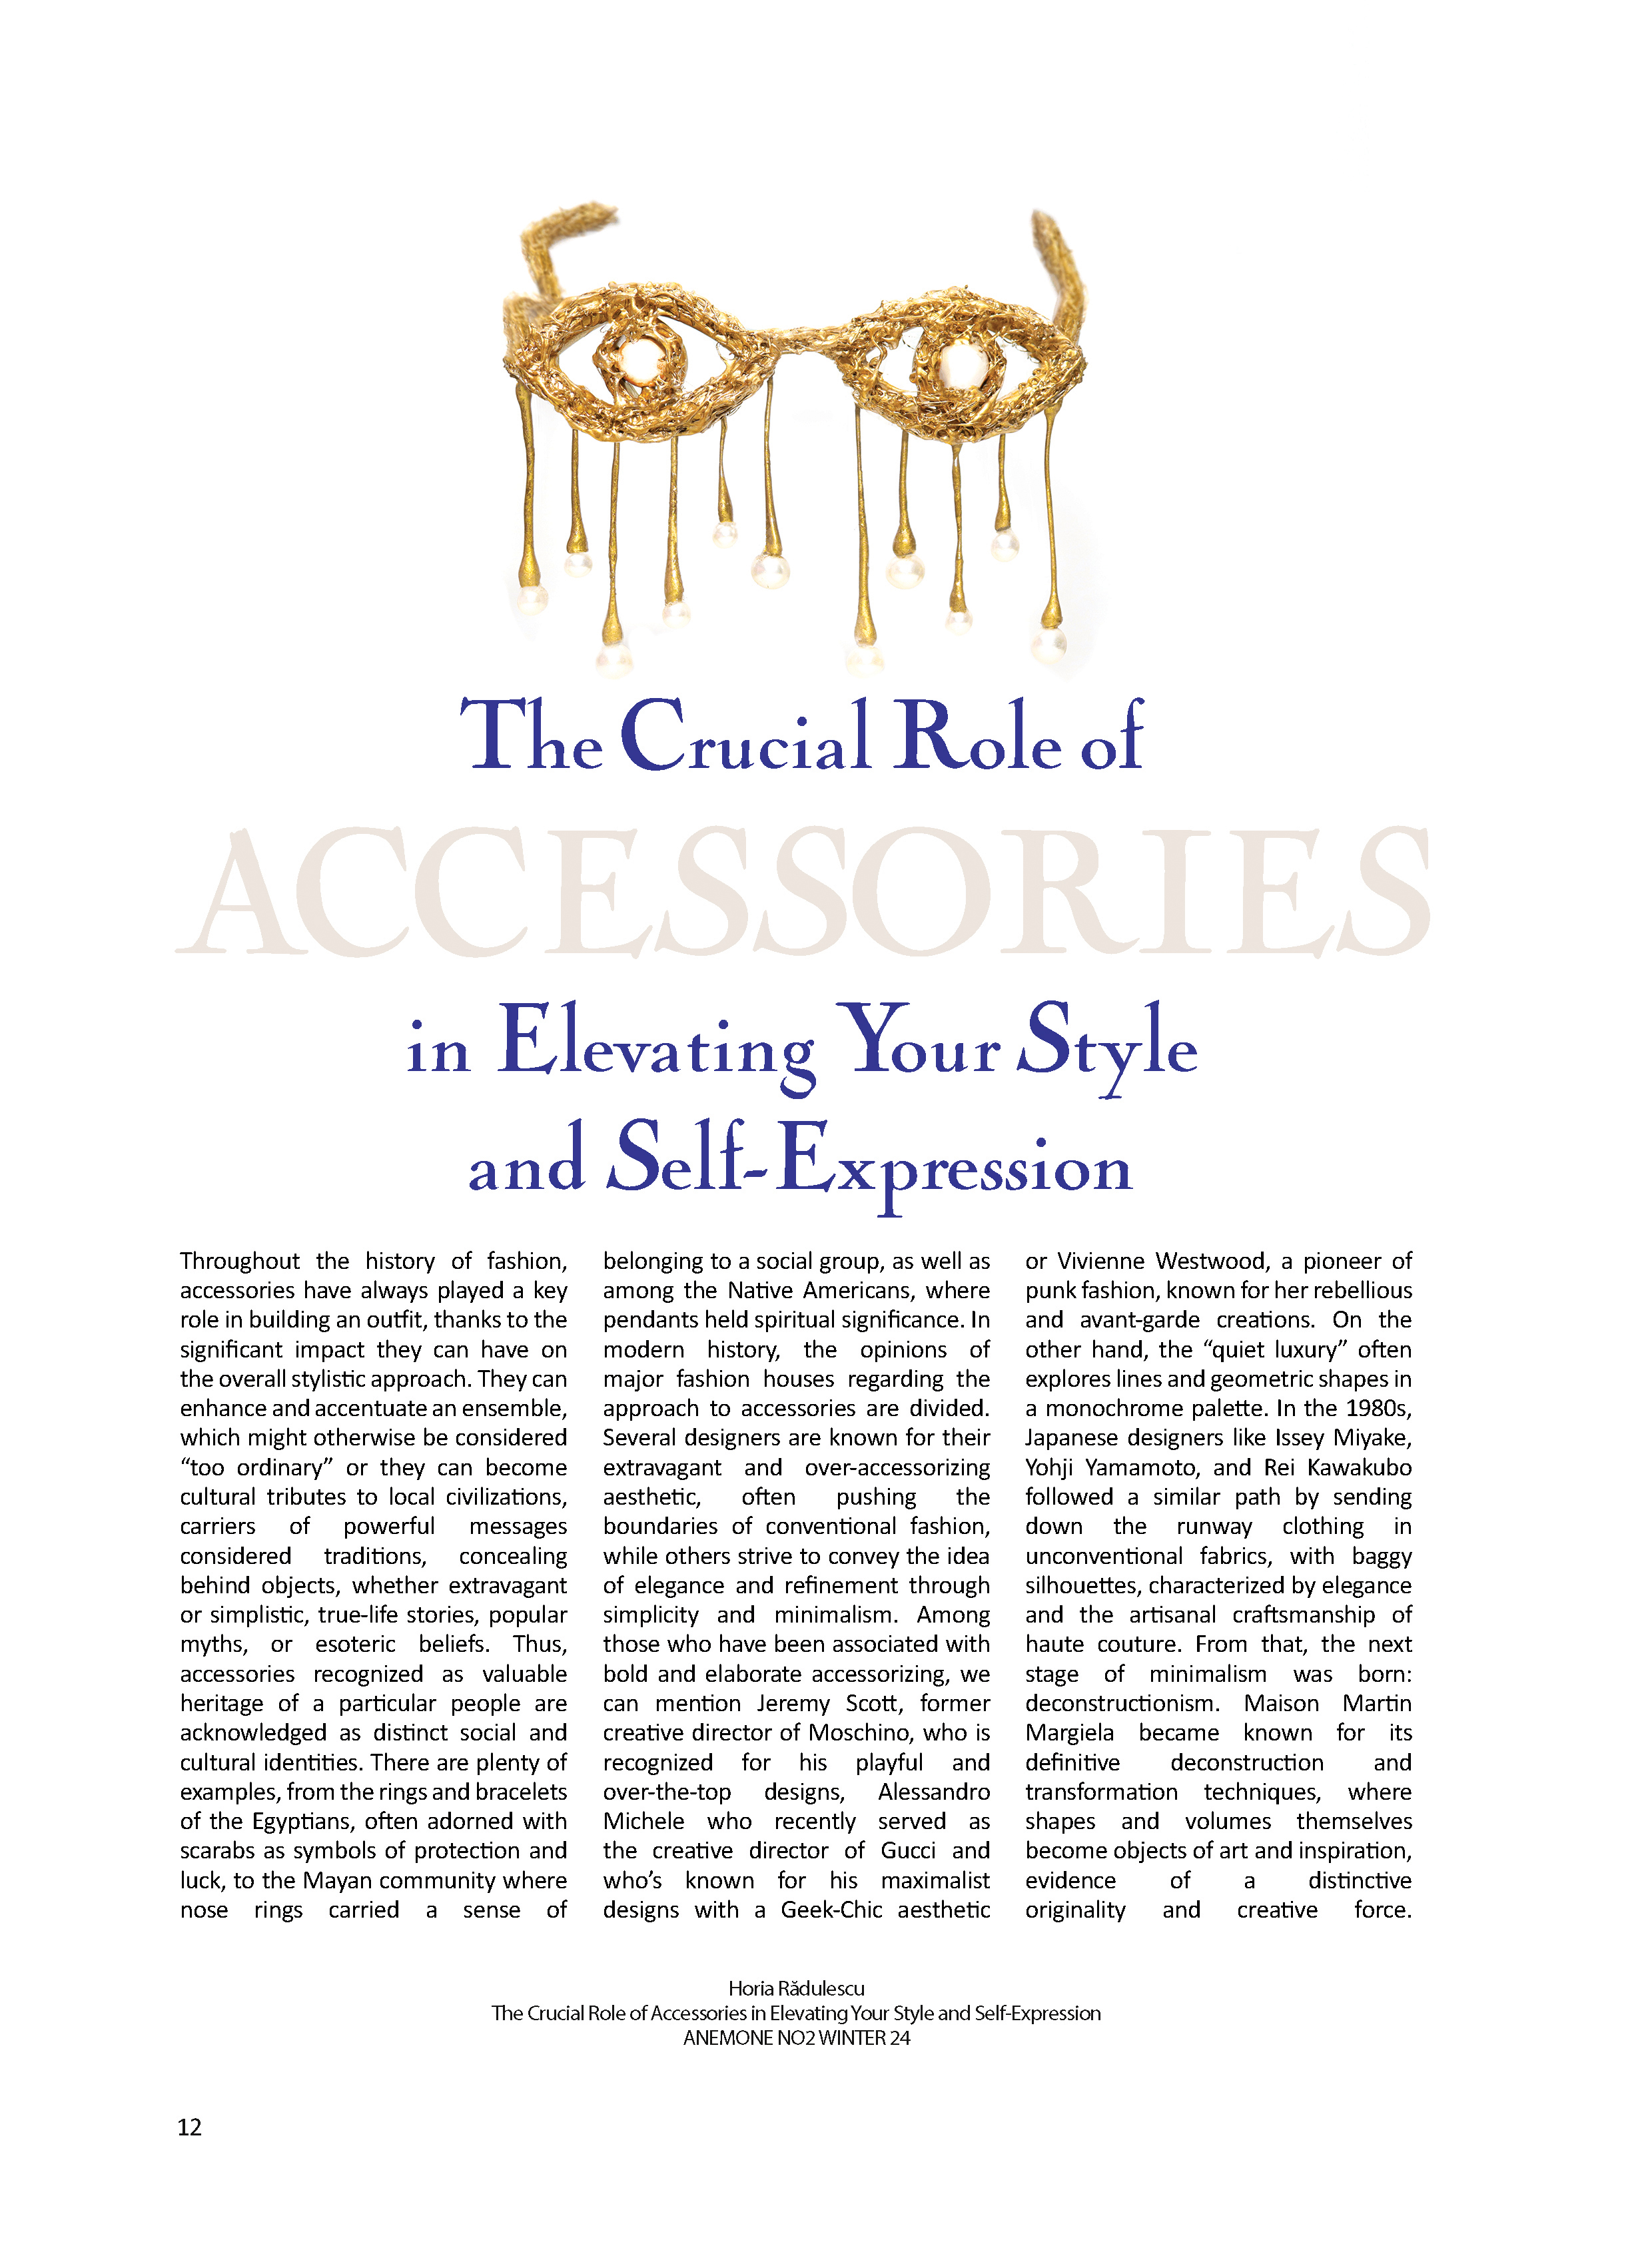 The Crucial Role of
ACCESSORIES
in Elevating Your Style
and Self-Expression
Throughout the history of fashion,
accessories have always played a key
role in building an outfit, thanks to the
significant impact they can have on
the overall stylistic approach. They can
enhance and accentuate an ensemble,
which might otherwise be considered
“too ordinary” or they can become
cultural tributes to local civilizations,
carriers of powerful messages
considered traditions, concealing
behind objects, whether extravagant
or simplistic, true-life stories, popular
myths, or esoteric beliefs. Thus,
accessories recognized as valuable
heritage of a particular people are
acknowledged as distinct social and
cultural identities. There are plenty of
examples, from the rings and bracelets
of the Egyptians, often adorned with
scarabs as symbols of protection and
luck, to the Mayan community where
nose rings carried a sense of
belonging to a social group, as well as
among the Native Americans, where
pendants held spiritual significance. In
modern history, the opinions of
major fashion houses regarding the
approach to accessories are divided.
Several designers are known for their
extravagant and over-accessorizing
aesthetic, often pushing the
boundaries of conventional fashion,
while others strive to convey the idea
of elegance and refinement through
simplicity and minimalism. Among
those who have been associated with
bold and elaborate accessorizing, we
can mention Jeremy Scott, former
creative director of Moschino, who is
recognized for his playful and
over-the-top designs, Alessandro
Michele who recently served as
the creative director of Gucci and
who’s known for his maximalist
designs with a Geek-Chic aesthetic
or Vivienne Westwood, a pioneer of
punk fashion, known for her rebellious
and avant-garde creations. On the
other hand, the “quiet luxury” often
explores lines and geometric shapes in
a monochrome palette. In the 1980s,
Japanese designers like Issey Miyake,
Yohji Yamamoto, and Rei Kawakubo
followed a similar path by sending
down the runway clothing in
unconventional fabrics, with baggy
silhouettes, characterized by elegance
and the artisanal craftsmanship of
haute couture. From that, the next
stage of minimalism was born:
deconstructionism. Maison Martin
Margiela became known for its
definitive deconstruction and
transformation techniques, where
shapes and volumes themselves
become objects of art and inspiration,
evidence of a distinctive
originality and creative force.
Horia Rădulescu
The Crucial Role of Accessories in Elevating Your Style and Self-Expression
ANEMONE NO2 WINTER 24
12